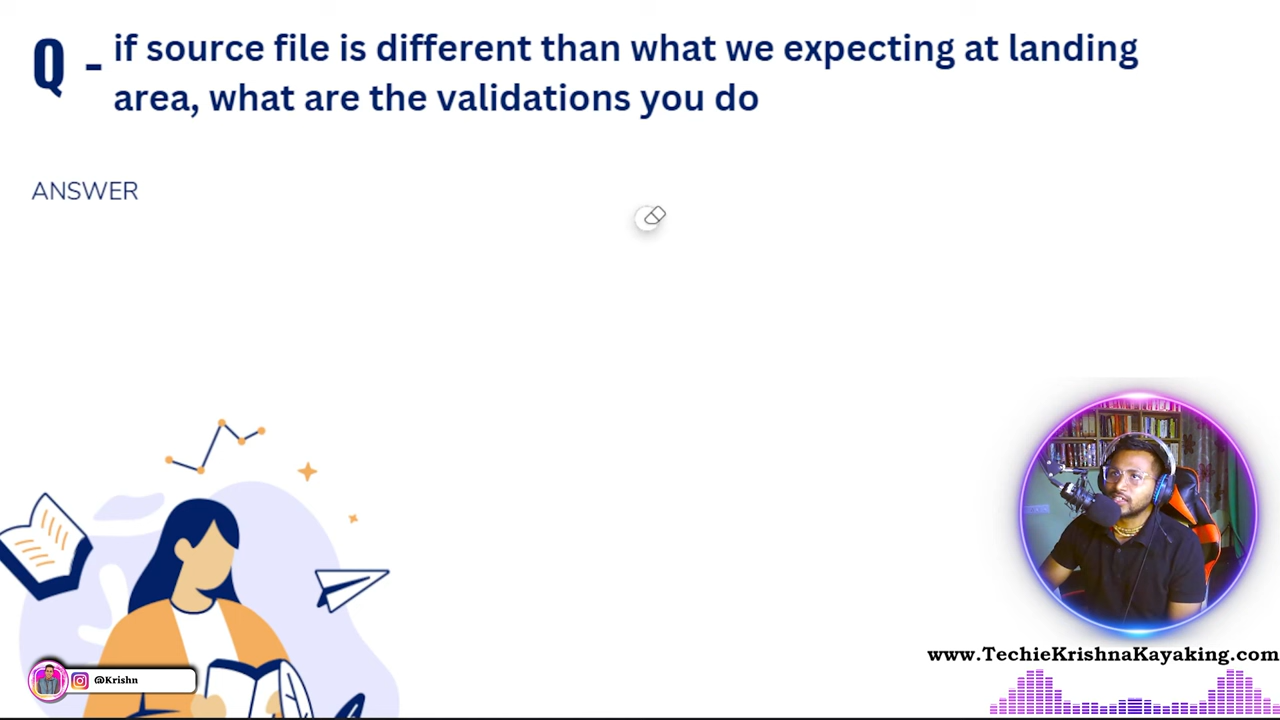 Q - if source file is different than what we expecting at landing
area, what are the validations you do
ANSWER
@Krishn
www.TechieKrishnaKayaking.com